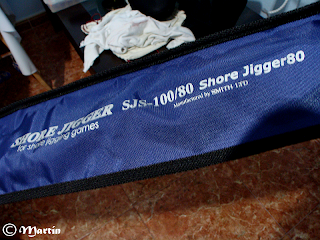 SHORE JIGGER SJS-100/80 Shore Jigger80
for shore jigging games
Manufactured by SMITH LTD
© Martin